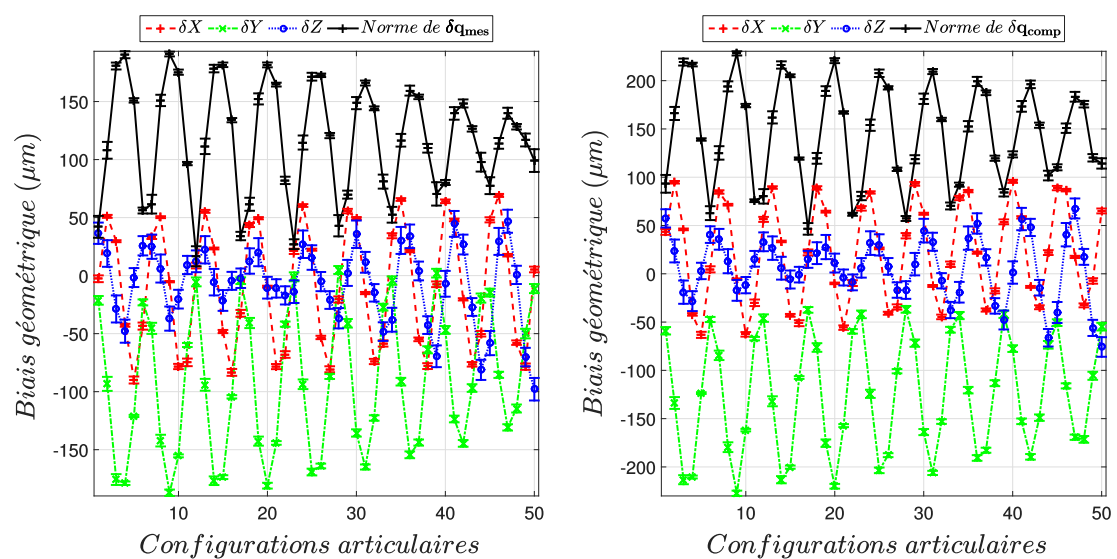 δX δY δZ Norme de δq_mes
150
100
50
0
-50
-100
-150
Biais géométrique (μm)
10 20 30 40 50
Configurations articulaires
δX δY δZ Norme de δq_comp
200
150
100
50
0
-50
-100
-150
-200
Biais géométrique (μm)
10 20 30 40 50
Configurations articulaires